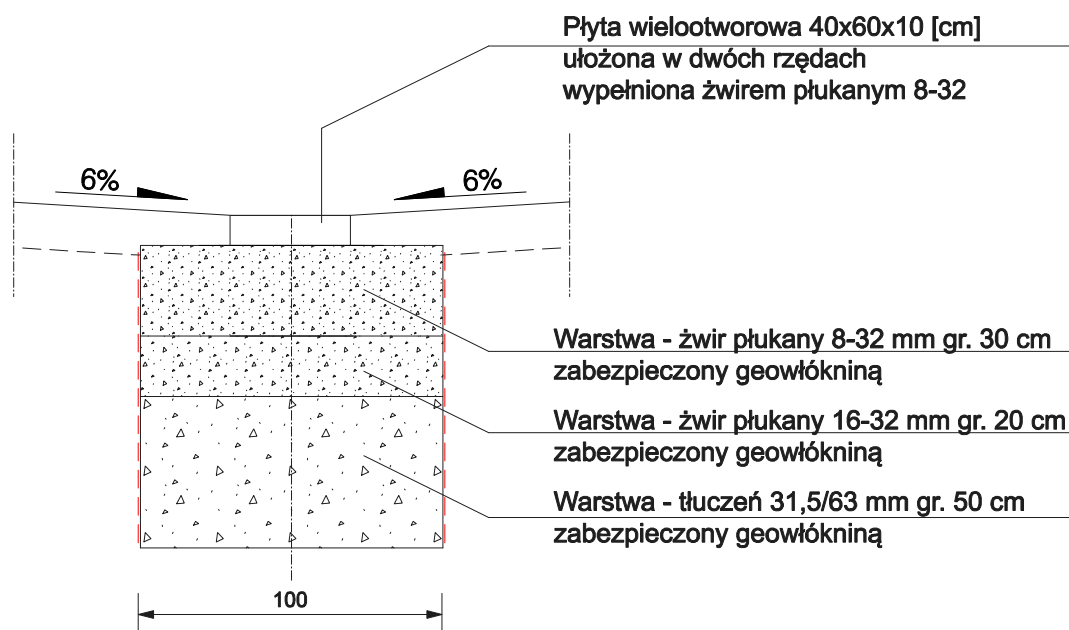 Płyta wielootworowa 40x60x10 [cm]
ułożona w dwóch rzędach
wypełniona żwirem płukanym 8-32
6%
6%
Warstwa - żwir płukany 8-32 mm gr. 30 cm
zabezpieczony geowłókniną
Warstwa - żwir płukany 16-32 mm gr. 20 cm
zabezpieczony geowłókniną
Warstwa - tłuczeń 31,5/63 mm gr. 50 cm
zabezpieczony geowłókniną
100